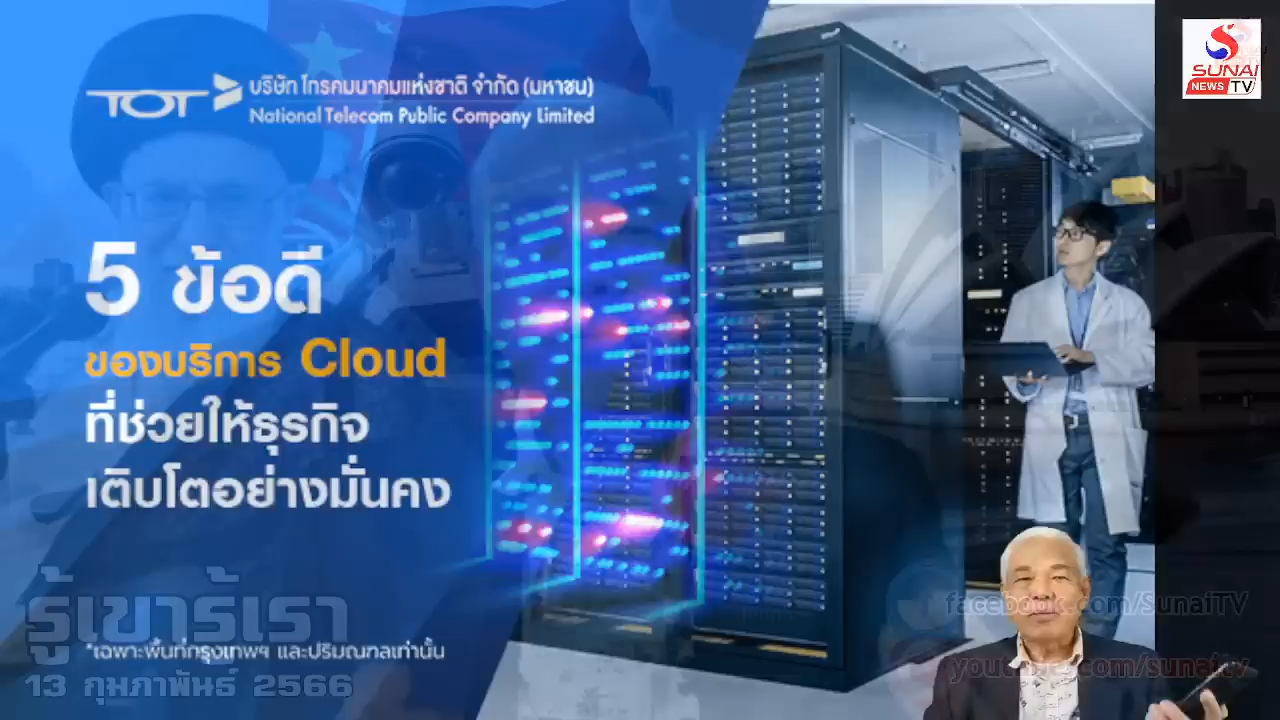 TOT
บริษัท โทรคมนาคมแห่งชาติ จำกัด (มหาชน)
National Telecom Public Company Limited
SUNAI
NEWS TV
5 ข้อดี
ของบริการ Cloud
ที่ช่วยให้ธุรกิจ
เติบโตอย่างมั่นคง
รู้เขารู้เรา
*เฉพาะพื้นที่กรุงเทพฯ และปริมณฑลเท่านั้น
13 กุมภาพันธ์ 2566
facebook.com/SunaiTV
youtube.com/sunaitv